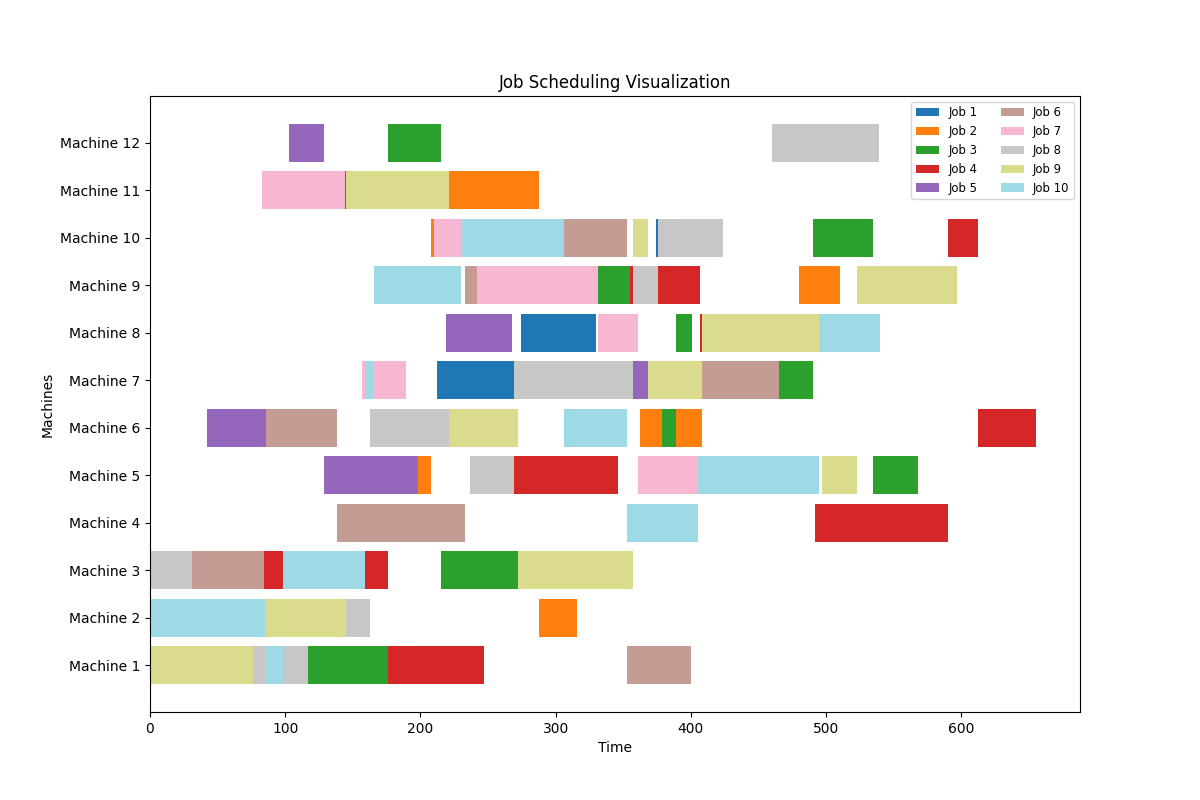 Job Scheduling Visualization
Machine 12
Machine 11
Machine 10
Machine 9
Machine 8
Machine 7
Machine 6
Machine 5
Machine 4
Machine 3
Machine 2
Machine 1
Machines
0 100 200 300 400 500 600
Time
Job 1 Job 6
Job 2 Job 7
Job 3 Job 8
Job 4 Job 9
Job 5 Job 10